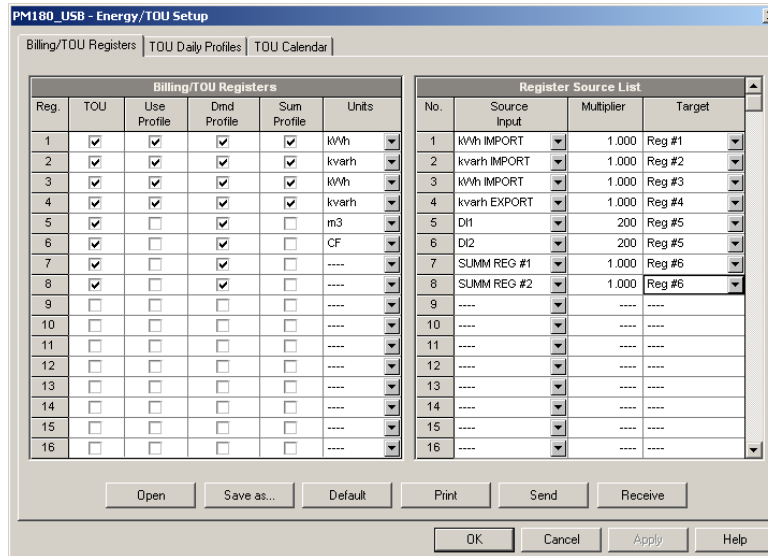 PM180_USB - Energy/TOU Setup
Billing/TOU Registers TOU Daily Profiles TOU Calendar
Billing/TOU Registers
Reg. TOU Use Profile Dmd Profile Sum Profile Units
1 kWh
2 kvarh
3 kWh
4 kvarh
5 m3
6 CF
7 ----
8 ----
9 ----
10 ----
11 ----
12 ----
13 ----
14 ----
15 ----
16 ----
Register Source List
No. Source Input Multiplier Target
1 kWh IMPORT 1.000 Reg #1
2 kvarh IMPORT 1.000 Reg #2
3 kWh IMPORT 1.000 Reg #3
4 kvarh EXPORT 1.000 Reg #4
5 DI1 200 Reg #5
6 DI2 200 Reg #5
7 SUMM REG #1 1.000 Reg #6
8 SUMM REG #2 1.000 Reg #6
9 ---- ---- ----
10 ---- ---- ----
11 ---- ---- ----
12 ---- ---- ----
13 ---- ---- ----
14 ---- ---- ----
15 ---- ---- ----
16 ---- ---- ----
Open Save as... Default Print Send Receive
OK Cancel Apply Help